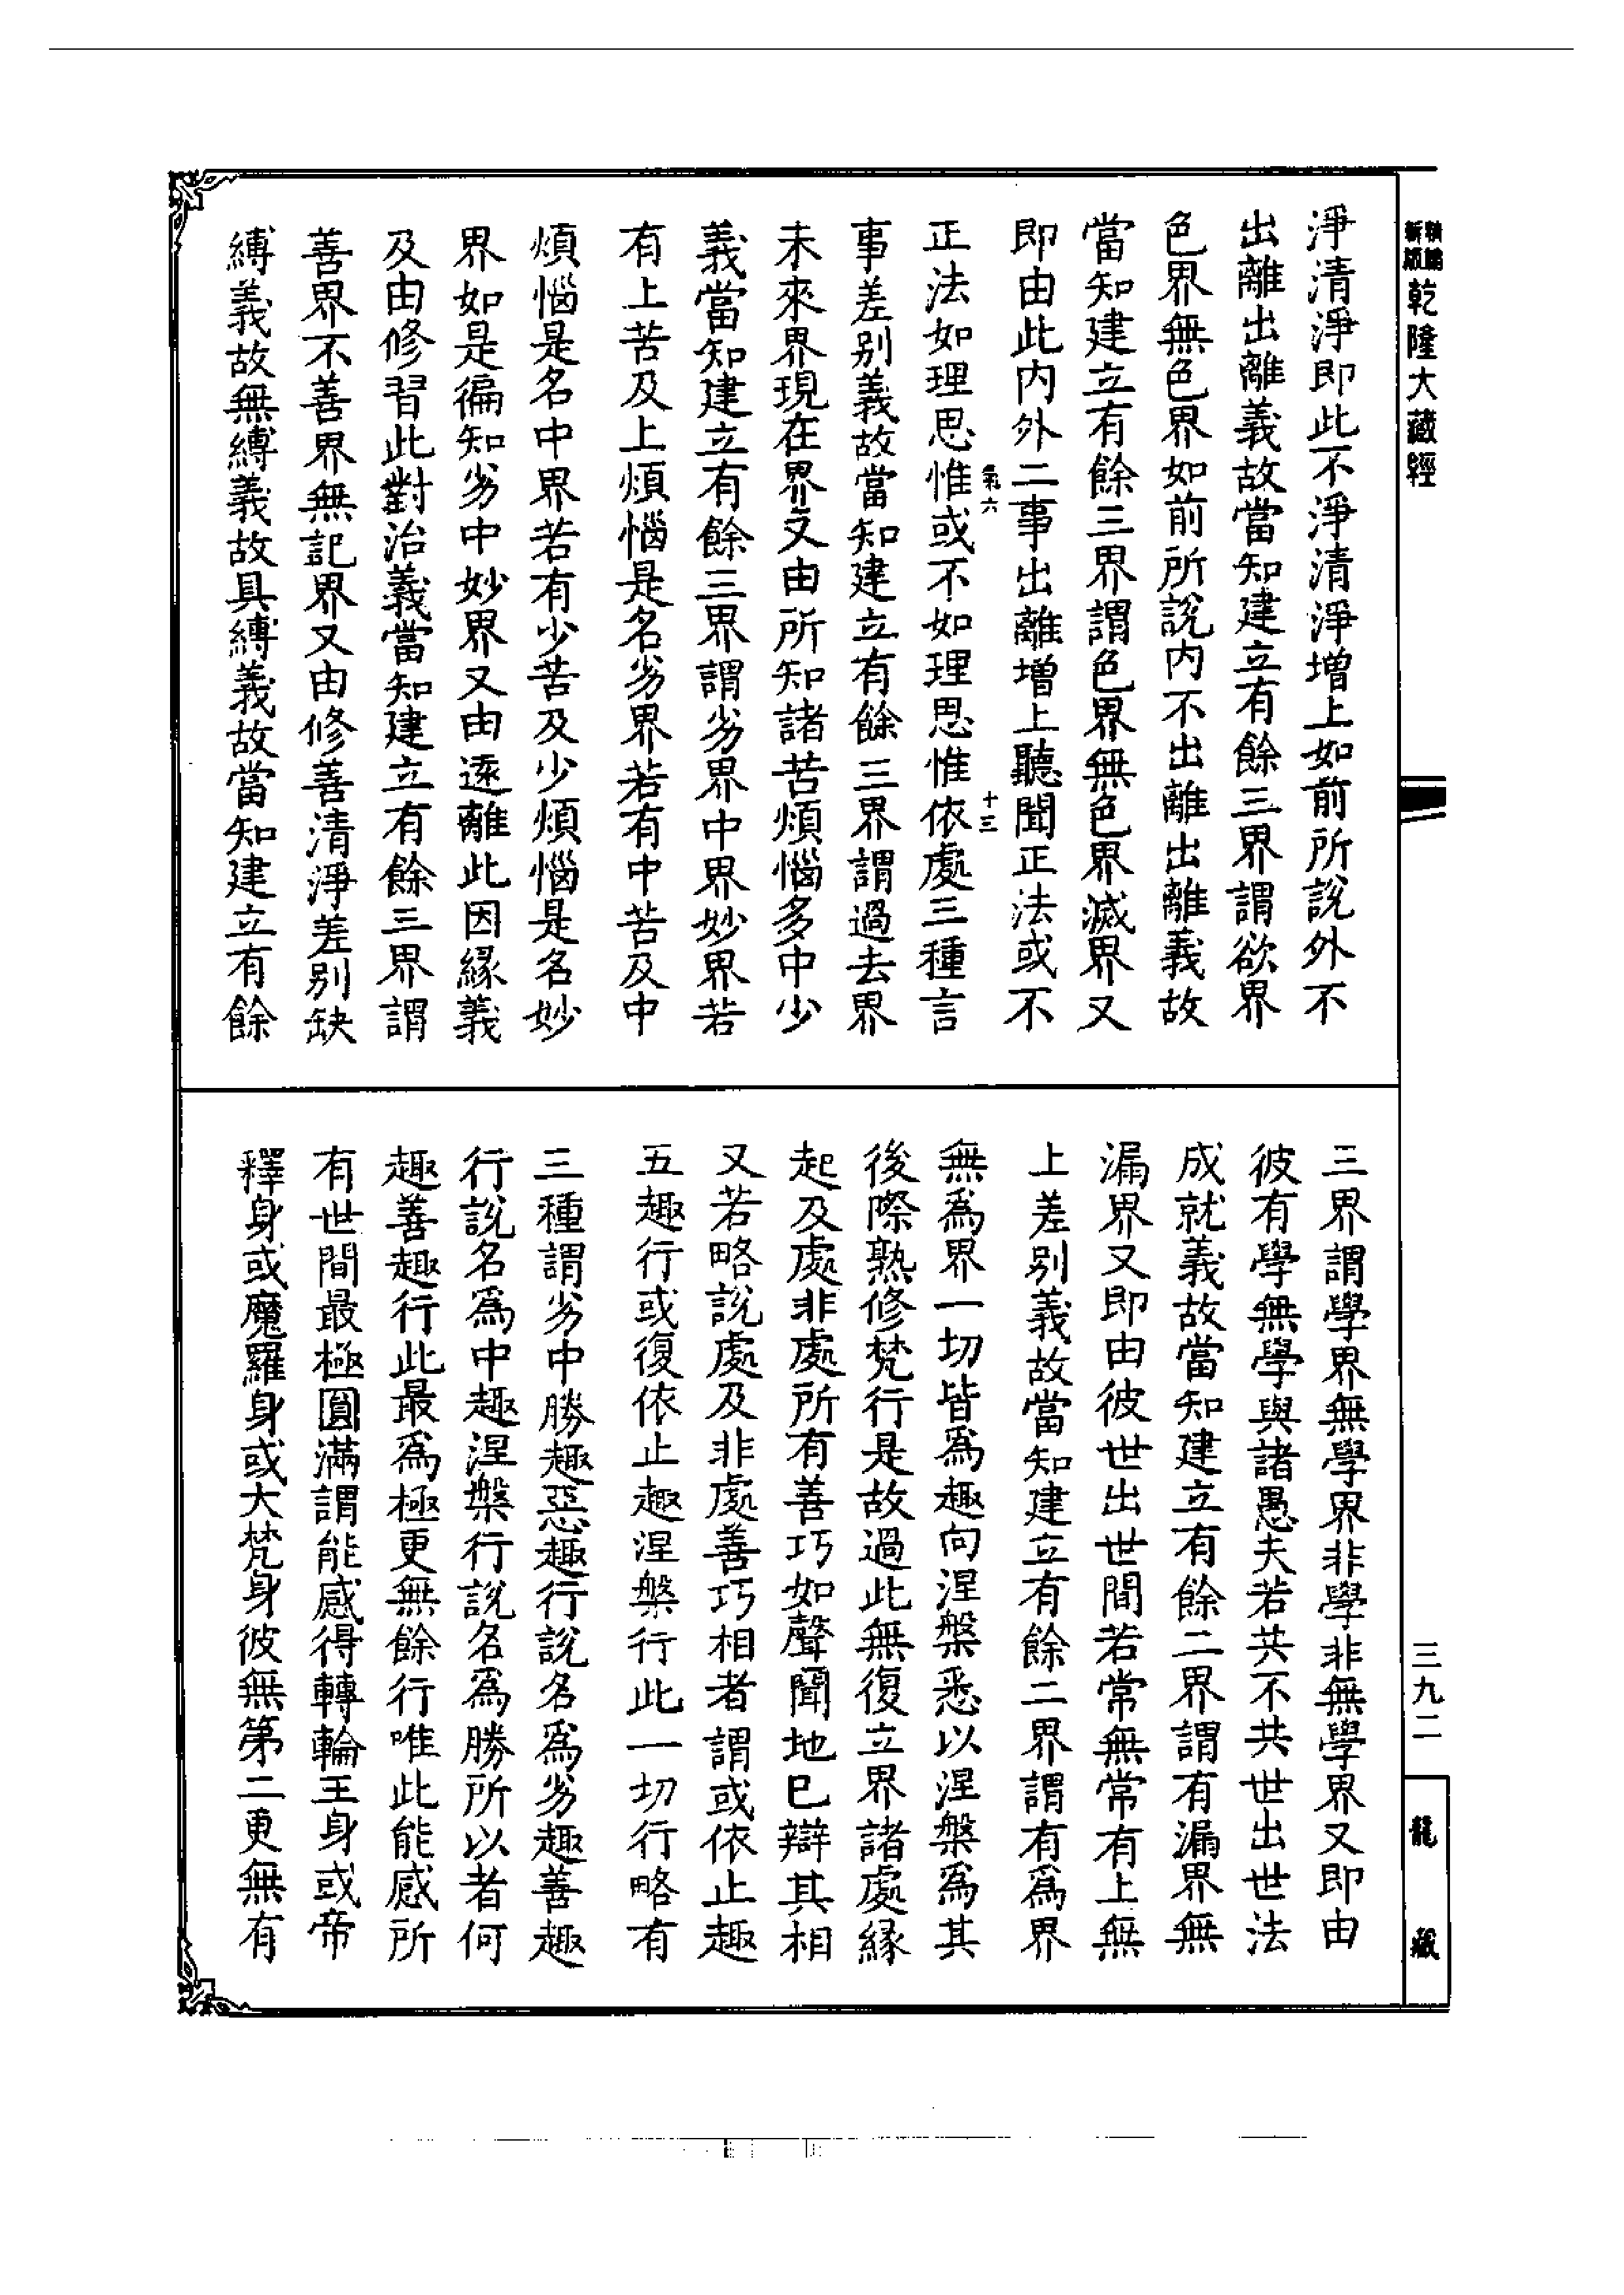 新編縮版 乾隆大藏經
淨清淨即此不淨清淨增上如前所說外不
出離出離義故當知建立有餘三界謂欲界
色界無色界如前所說內不出離出離義故
當知建立有餘三界謂色界無色界滅界又
即由此內外二事出離增上聽聞正法或不
氣六
十三
正法如理思惟或不如理思惟依處三種言
事差别義故當知建立有餘三界謂過去界
未來界現在界又由所知諸苦煩惱多中少
義當知建立有餘三界謂劣界中界妙界若
有上苦及上煩惱是名劣界若有中苦及中
煩惱是名中界若有少苦及少煩惱是名妙
界如是徧知劣中妙界又由逺離此因緣義
及由修習此對治義當知建立有餘三界謂
善界不善界無記界又由修善清淨差别缺
縛義故無縛義故具縛義故當知建立有餘
三界謂學界無學界非學非無學界又即由
彼有學無學與諸愚夫若共不共世出世法
成就義故當知建立有餘二界謂有漏界無
漏界又即由彼世出世間若常無常有上無
上差别義故當知建立有餘二界謂有爲界
無爲界一切皆爲趣向涅槃悉以涅槃爲其
後際熟修梵行是故過此無復立界諸處緣
起及處非處所有善巧如聲聞地已辯其相
又若略說處及非處善巧相者謂或依止趣
五趣行或復依止趣涅槃行此一切行略有
三種謂劣中勝趣惡趣行說名爲劣趣善趣
行說名爲中趣涅槃行說名爲勝所以者何
趣善趣行此最爲極更無餘行唯此能感所
有世間最極圓滿謂能感得轉輪王身或帝
釋身或魔羅身或大梵身彼無第二更無有
三九二
龍藏